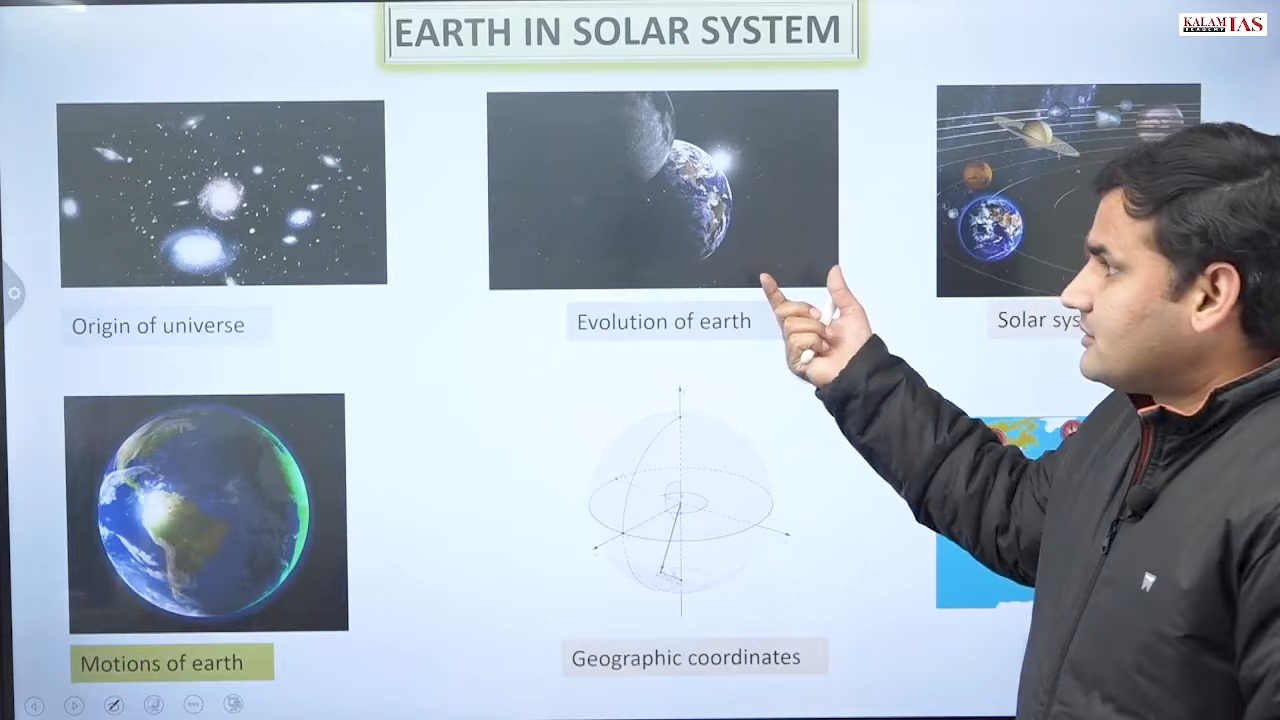 EARTH IN SOLAR SYSTEM
KALAM IAS
ACADEMY
Origin of universe
Evolution of earth
Solar sys
Motions of earth
Geographic coordinates